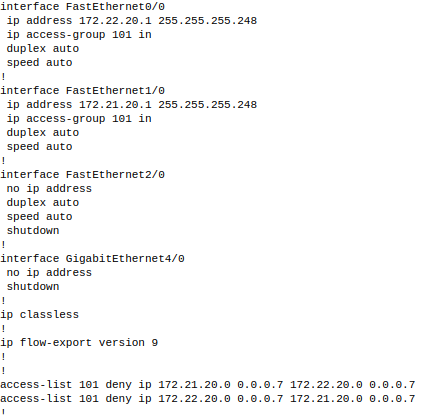 interface FastEthernet0/0
 ip address 172.22.20.1 255.255.255.248
 ip access-group 101 in
 duplex auto
 speed auto
!
interface FastEthernet1/0
 ip address 172.21.20.1 255.255.255.248
 ip access-group 101 in
 duplex auto
 speed auto
!
interface FastEthernet2/0
 no ip address
 duplex auto
 speed auto
 shutdown
!
interface GigabitEthernet4/0
 no ip address
 shutdown
!
ip classless
!
ip flow-export version 9
!
!
access-list 101 deny ip 172.21.20.0 0.0.0.7 172.22.20.0 0.0.0.7
access-list 101 deny ip 172.22.20.0 0.0.0.7 172.21.20.0 0.0.0.7
!